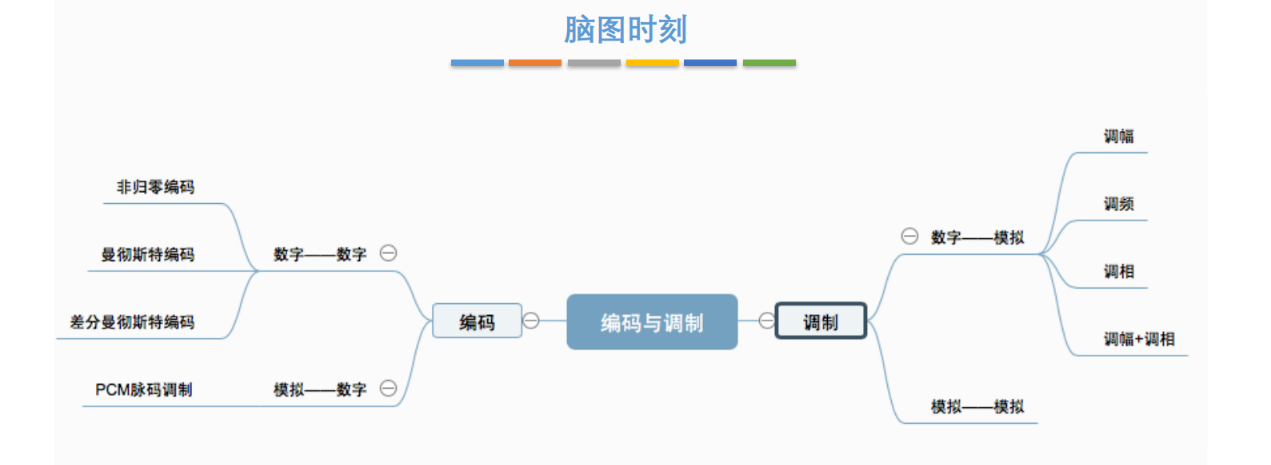 脑图时刻
编码与调制
编码
数字——数字
非归零编码
曼彻斯特编码
差分曼彻斯特编码
模拟——数字
PCM脉码调制
调制
数字——模拟
调幅
调频
调相
调幅+调相
模拟——模拟